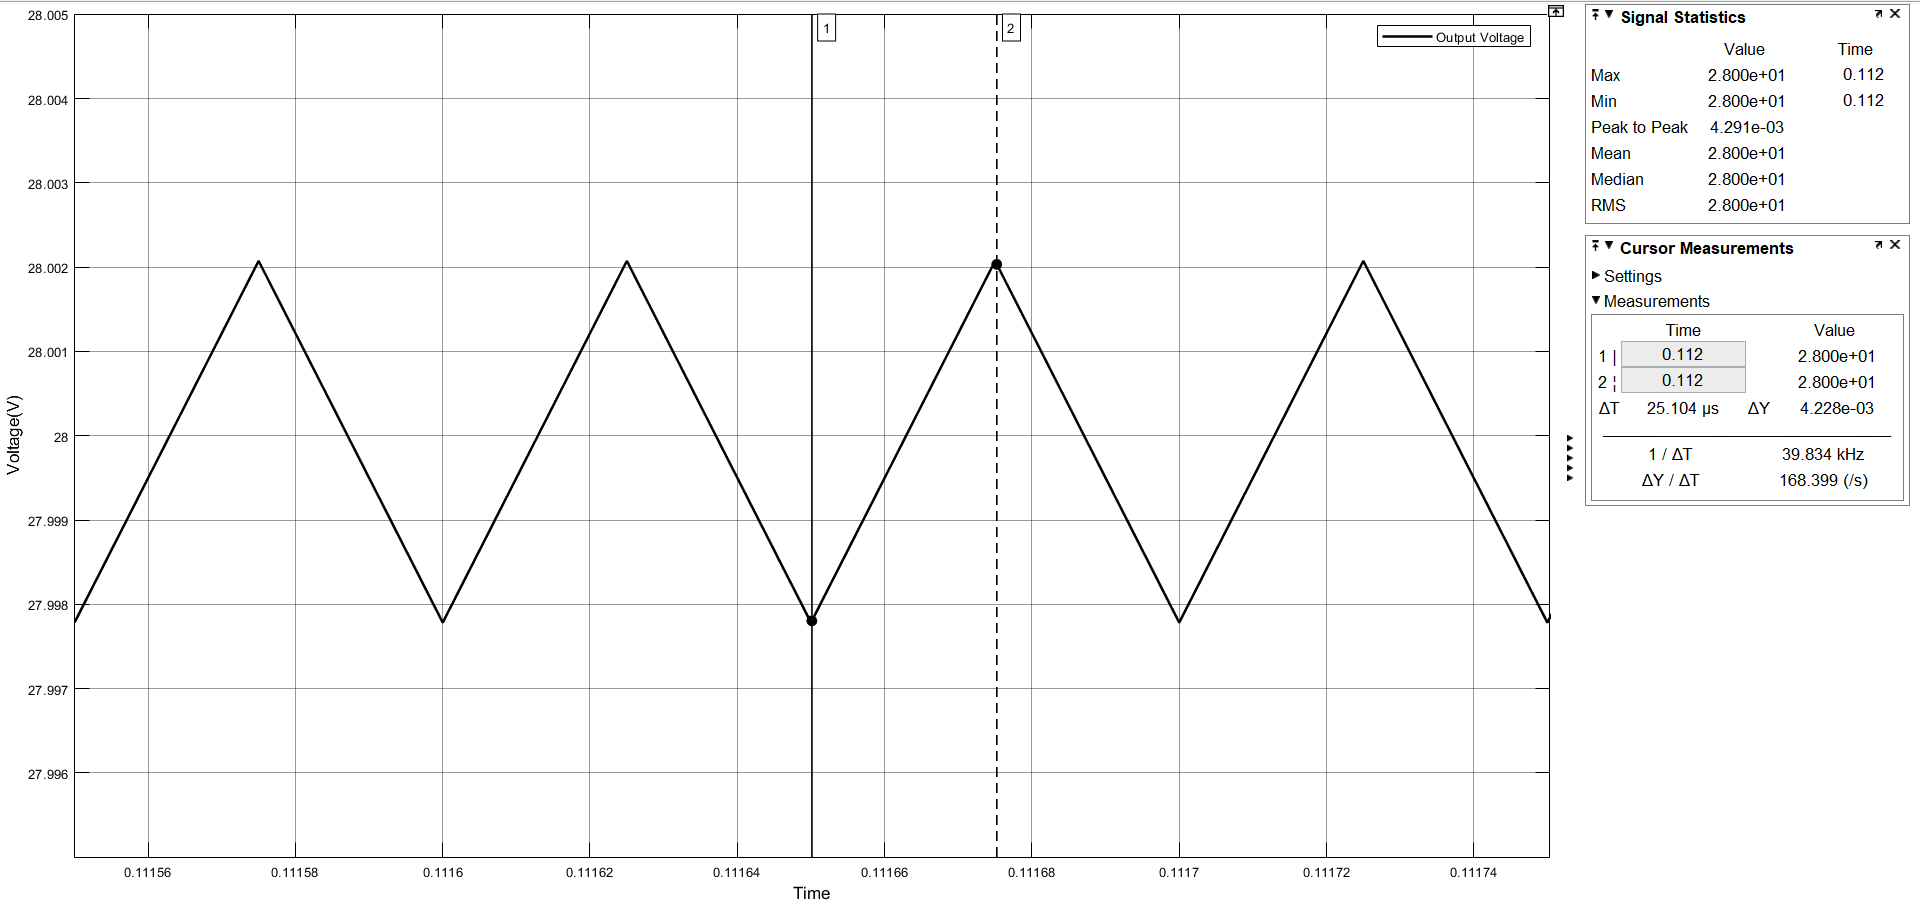 28.005
28.004
28.003
28.002
28.001
28
27.999
27.998
27.997
27.996
Voltage(V)
1
2
Output Voltage
0.11156
0.11158
0.1116
0.11162
0.11164
0.11166
0.11168
0.1117
0.11172
0.11174
Time
Signal Statistics
Value Time
Max 2.800e+01 0.112
Min 2.800e+01 0.112
Peak to Peak 4.291e-03
Mean 2.800e+01
Median 2.800e+01
RMS 2.800e+01
Cursor Measurements
Settings
Measurements
Time Value
1 | 0.112 2.800e+01
2 ¦ 0.112 2.800e+01
ΔT 25.104 µs ΔY 4.228e-03
1 / ΔT 39.834 kHz
ΔY / ΔT 168.399 (/s)